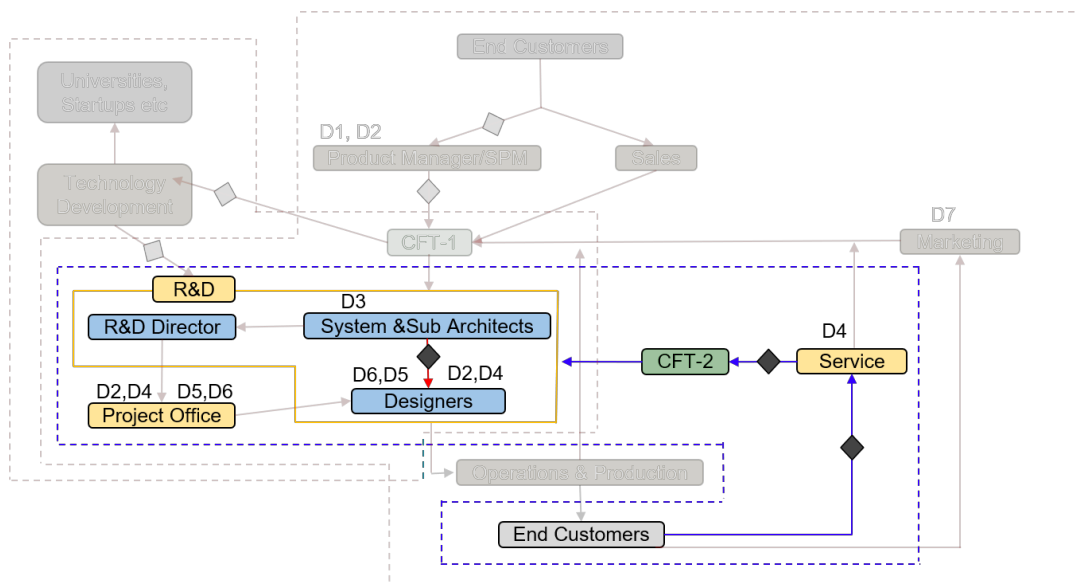 End Customers
Universities,
Startups etc
D1, D2
Product Manager/SPM
Sales
Technology
Development
D7
CFT-1
Marketing
R&D
D3
R&D Director
System &Sub Architects
D4
CFT-2
Service
D6,D5
D2,D4
D2,D4
D5,D6
Designers
Project Office
Operations & Production
End Customers